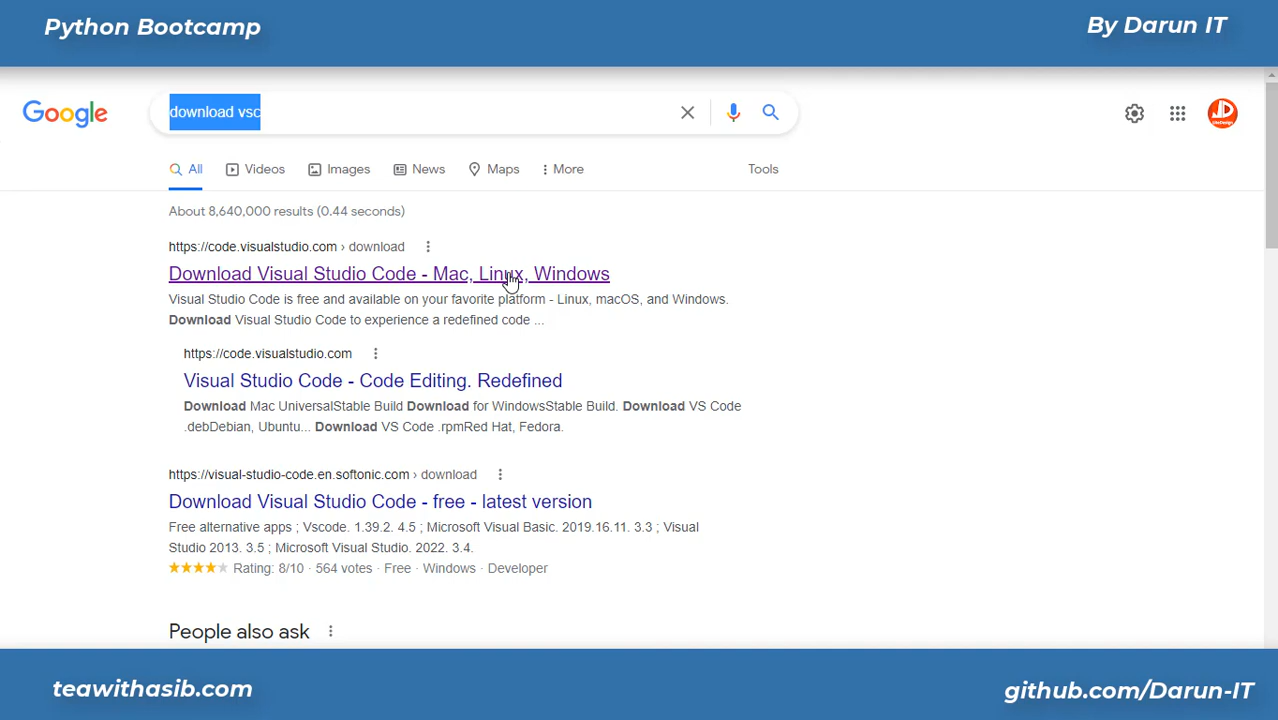 Python Bootcamp
By Darun IT
Google
download vsc
All
Videos
Images
News
Maps
More
Tools
About 8,640,000 results (0.44 seconds)
https://code.visualstudio.com › download
Download Visual Studio Code - Mac, Linux, Windows
Visual Studio Code is free and available on your favorite platform - Linux, macOS, and Windows.
Download Visual Studio Code to experience a redefined code ...
https://code.visualstudio.com
Visual Studio Code - Code Editing. Redefined
Download Mac UniversalStable Build Download for WindowsStable Build. Download VS Code
.debDebian, Ubuntu... Download VS Code .rpmRed Hat, Fedora.
https://visual-studio-code.en.softonic.com › download
Download Visual Studio Code - free - latest version
Free alternative apps ; Vscode. 1.39.2. 4.5 ; Microsoft Visual Basic. 2019.16.11. 3.3 ; Visual
Studio 2013. 3.5 ; Microsoft Visual Studio. 2022. 3.4.
Rating: 8/10 · 564 votes · Free · Windows · Developer
People also ask
teawithasib.com
github.com/Darun-IT